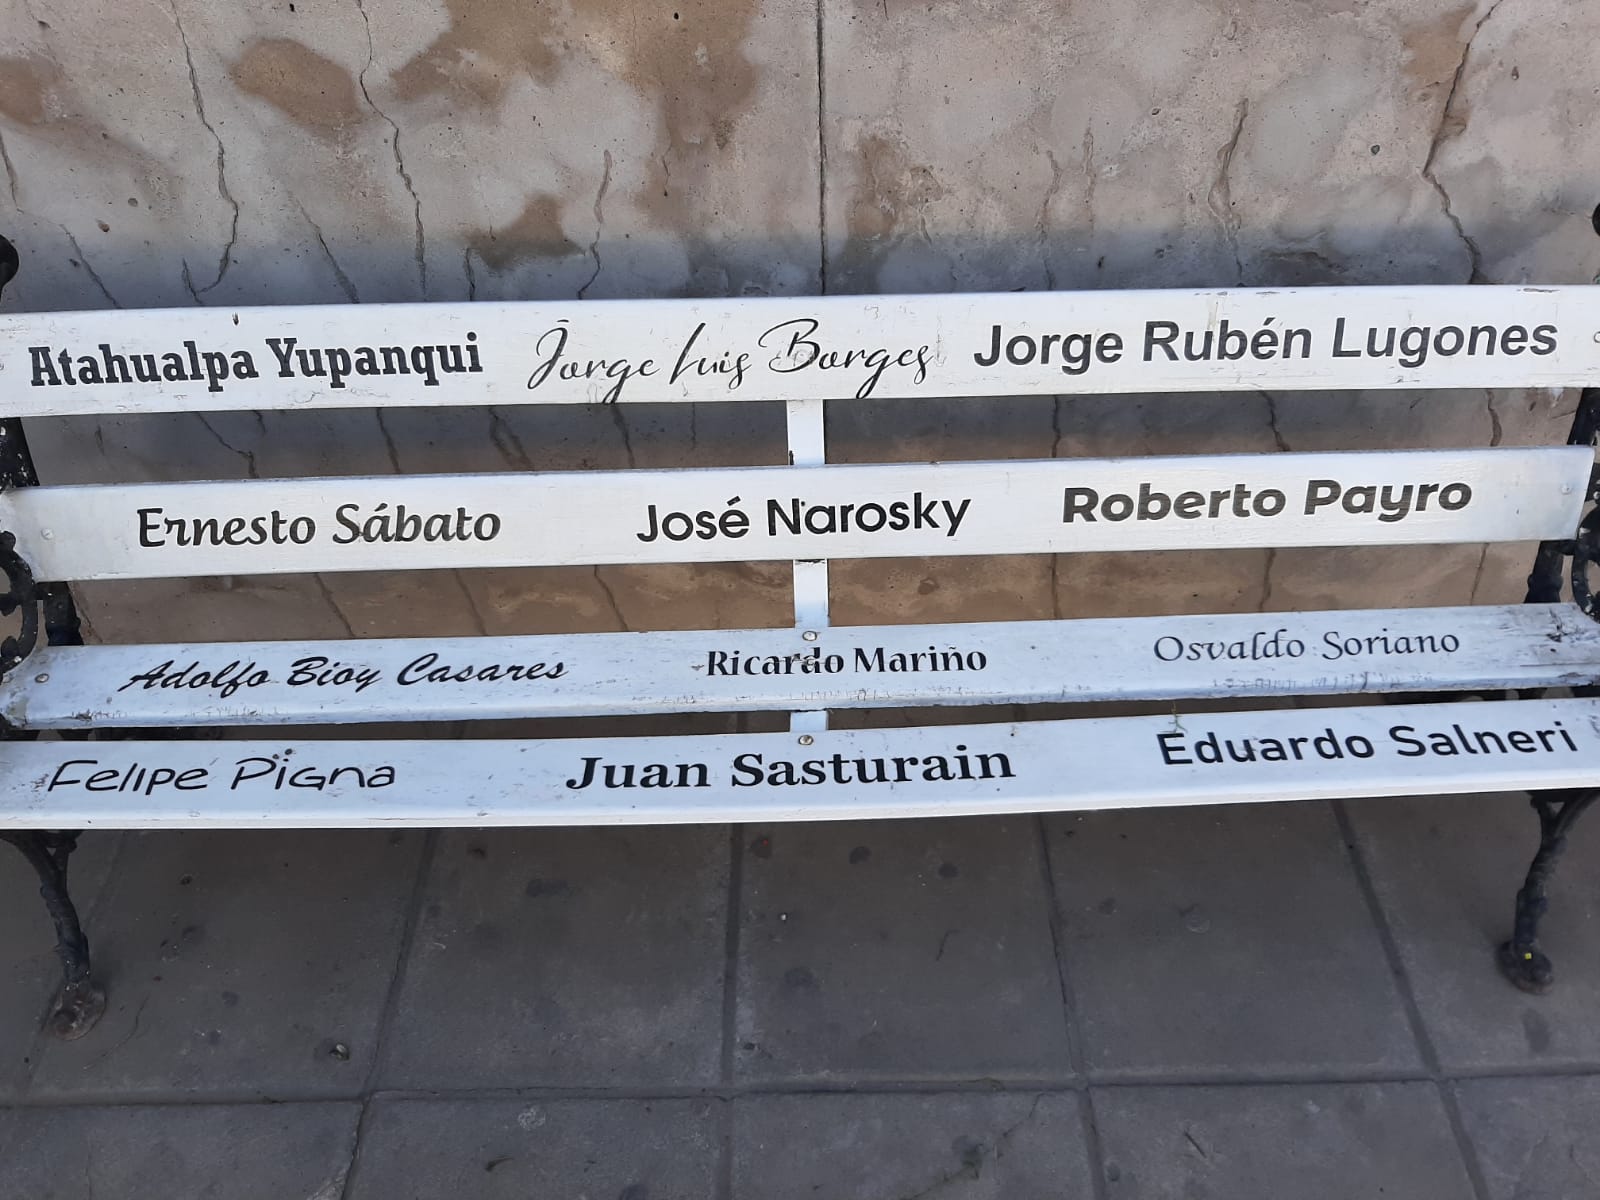 Atahualpa Yupanqui Jorge Luis Borges Jorge Rubén Lugones
Ernesto Sábato José Narosky Roberto Payro
Adolfo Bioy Casares Ricardo Mariño Osvaldo Soriano
Felipe Pigna Juan Sasturain Eduardo Salneri